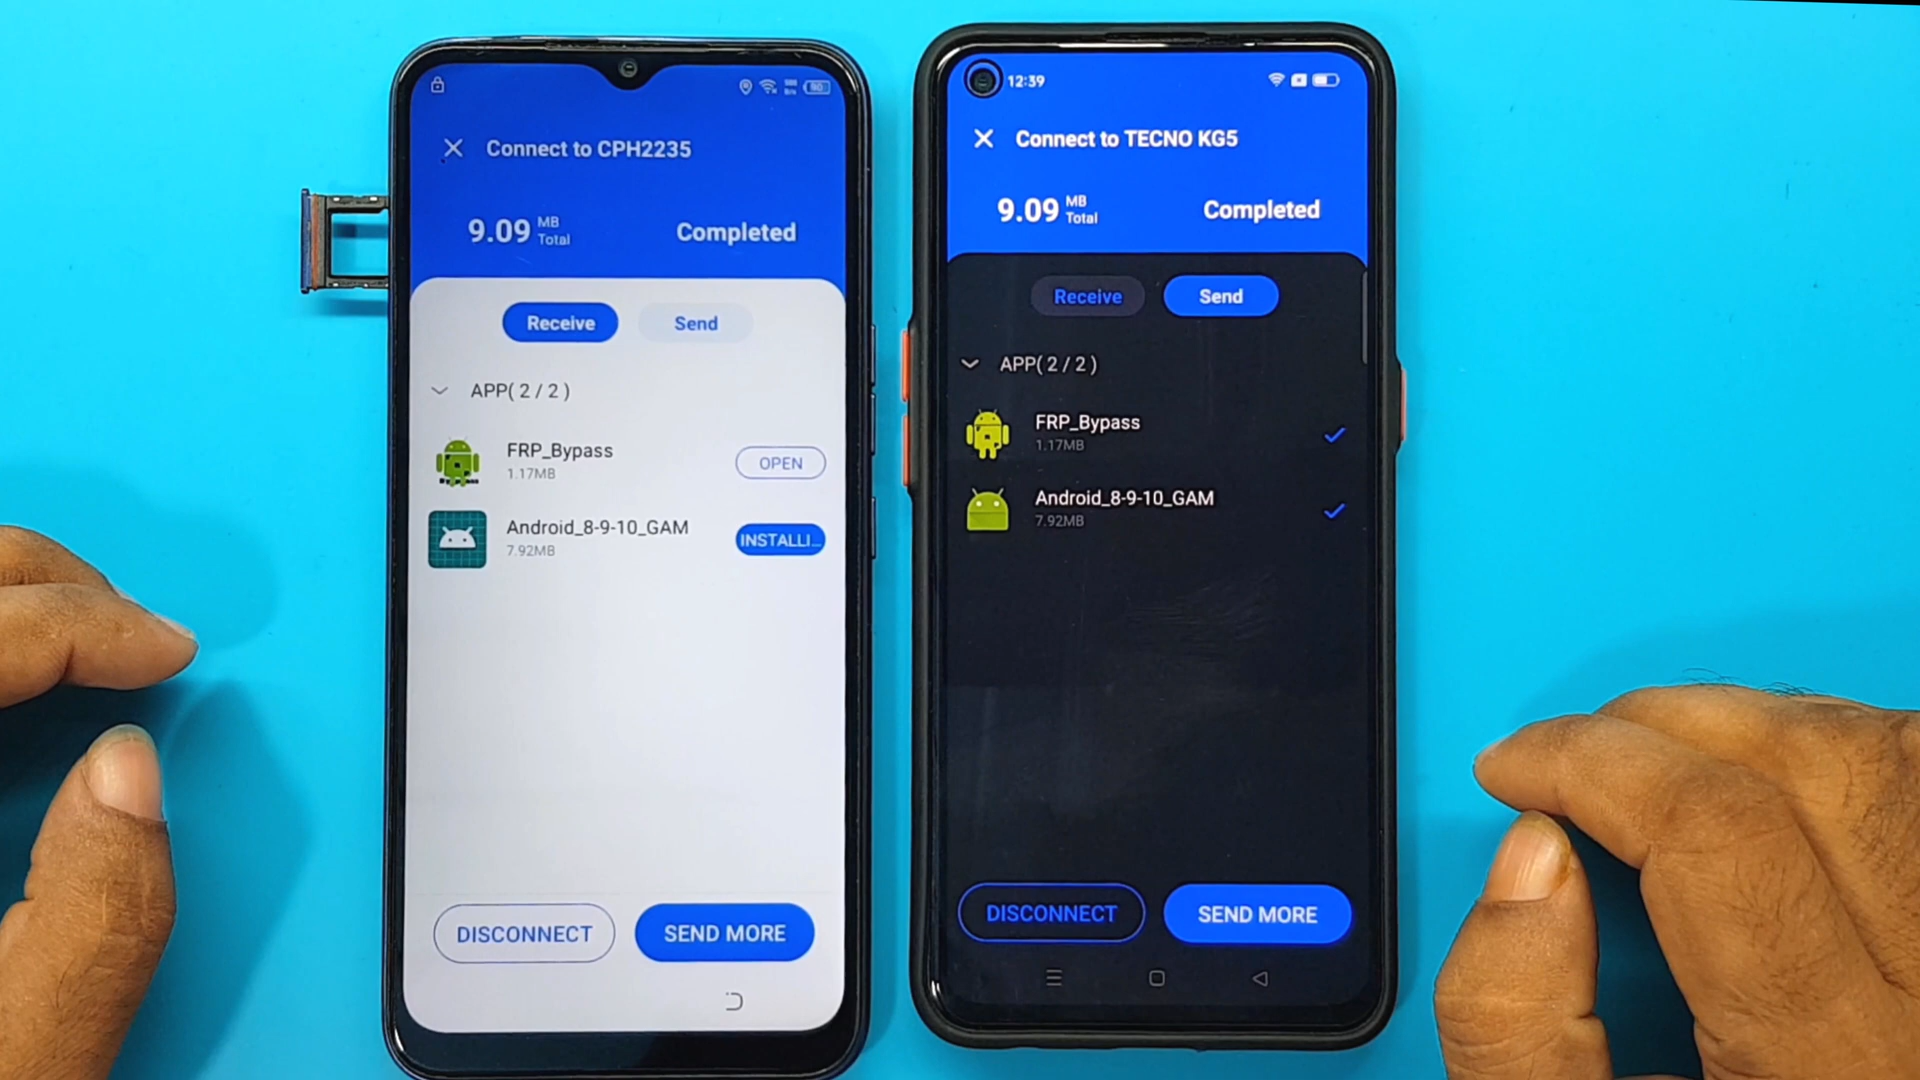 Connect to CPH2235
9.09 MB Total
Completed
Receive
Send
APP( 2 / 2 )
FRP_Bypass
1.17MB
OPEN
Android_8-9-10_GAM
7.92MB
INSTALLI...
DISCONNECT
SEND MORE
12:39
Connect to TECNO KG5
9.09 MB Total
Completed
Receive
Send
APP( 2 / 2 )
FRP_Bypass
1.17MB
Android_8-9-10_GAM
7.92MB
DISCONNECT
SEND MORE